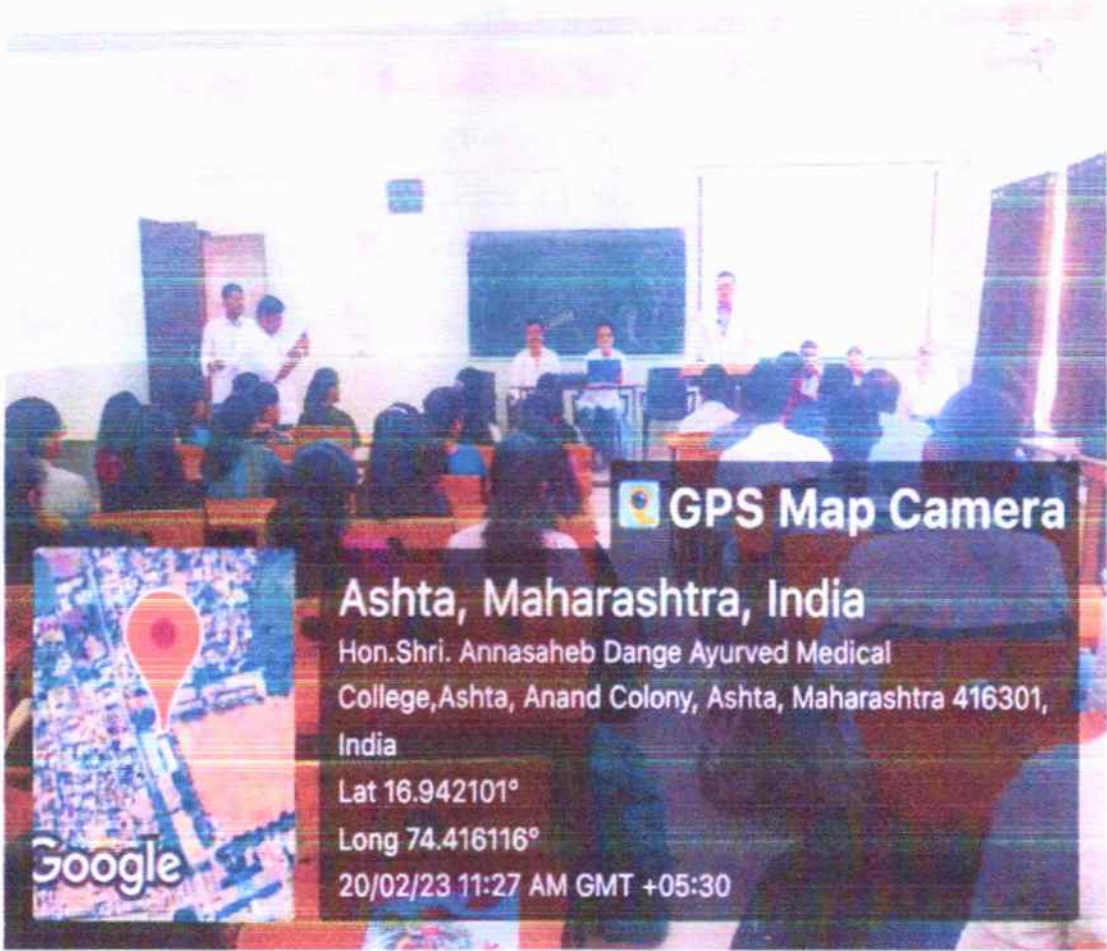 GPS Map Camera
Ashta, Maharashtra, India
Hon.Shri. Annasaheb Dange Ayurved Medical
College,Ashta, Anand Colony, Ashta, Maharashtra 416301,
India
Lat 16.942101°
Long 74.416116°
20/02/23 11:27 AM GMT +05:30
Google